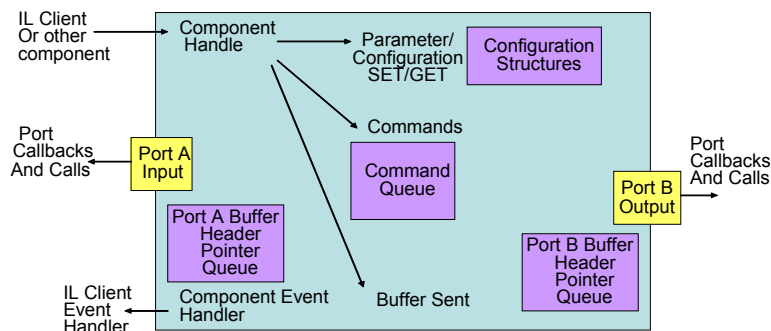 IL Client
Or other
component
Component
Handle
Parameter/
Configuration
SET/GET
Configuration
Structures
Commands
Command
Queue
Port
Callbacks
And Calls
Port A
Input
Port
Callbacks
And Calls
Port B
Output
Port A Buffer
Header
Pointer
Queue
Port B Buffer
Header
Pointer
Queue
IL Client
Event
Handler
Component Event
Handler
Buffer Sent